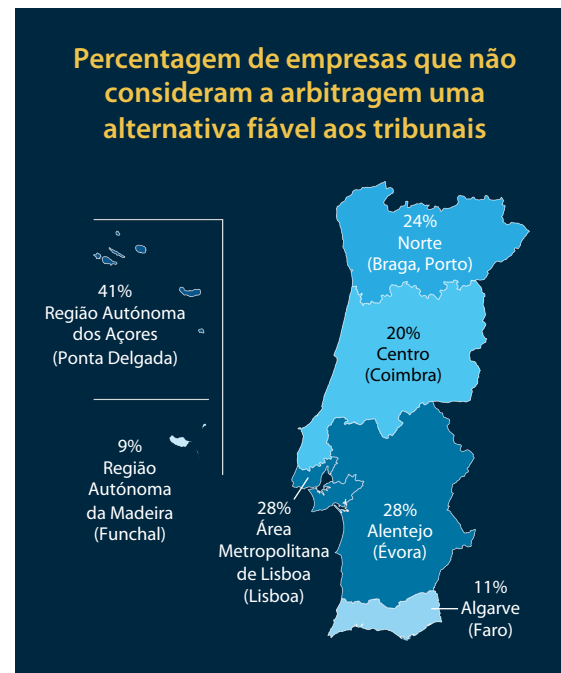 Percentagem de empresas que não
consideram a arbitragem uma
alternativa fiável aos tribunais
24%
Norte
(Braga, Porto)
41%
Região Autónoma
dos Açores
(Ponta Delgada)
20%
Centro
(Coimbra)
9%
Região
Autónoma
da Madeira
(Funchal)
28%
Área
Metropolitana
de Lisboa
(Lisboa)
28%
Alentejo
(Évora)
11%
Algarve
(Faro)